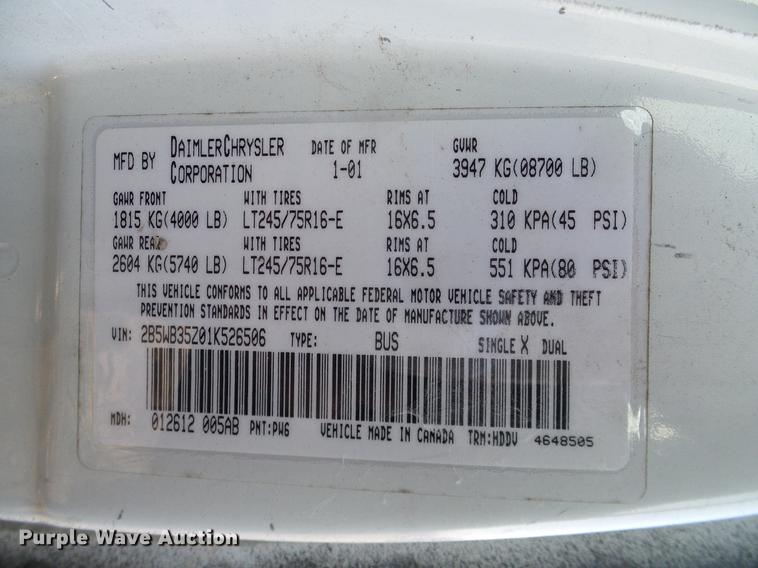 MFD BY DAIMLERCHRYSLER CORPORATION DATE OF MFR 1-01 GVWR 3947 KG(08700 LB)
GAWR FRONT WITH TIRES RIMS AT COLD
1815 KG(4000 LB) LT245/75R16-E 16X6.5 310 KPA(45 PSI)
GAWR REAR WITH TIRES RIMS AT COLD
2604 KG(5740 LB) LT245/75R16-E 16X6.5 551 KPA(80 PSI)
THIS VEHICLE CONFORMS TO ALL APPLICABLE FEDERAL MOTOR VEHICLE SAFETY AND THEFT
PREVENTION STANDARDS IN EFFECT ON THE DATE OF MANUFACTURE SHOWN ABOVE.
VIN: 2B5WB35Z01K526506 TYPE: BUS SINGLE X DUAL
MDH: 012612 005AB PNT:PW6 VEHICLE MADE IN CANADA TRM:HDDV 4648505
Purple Wave Auction